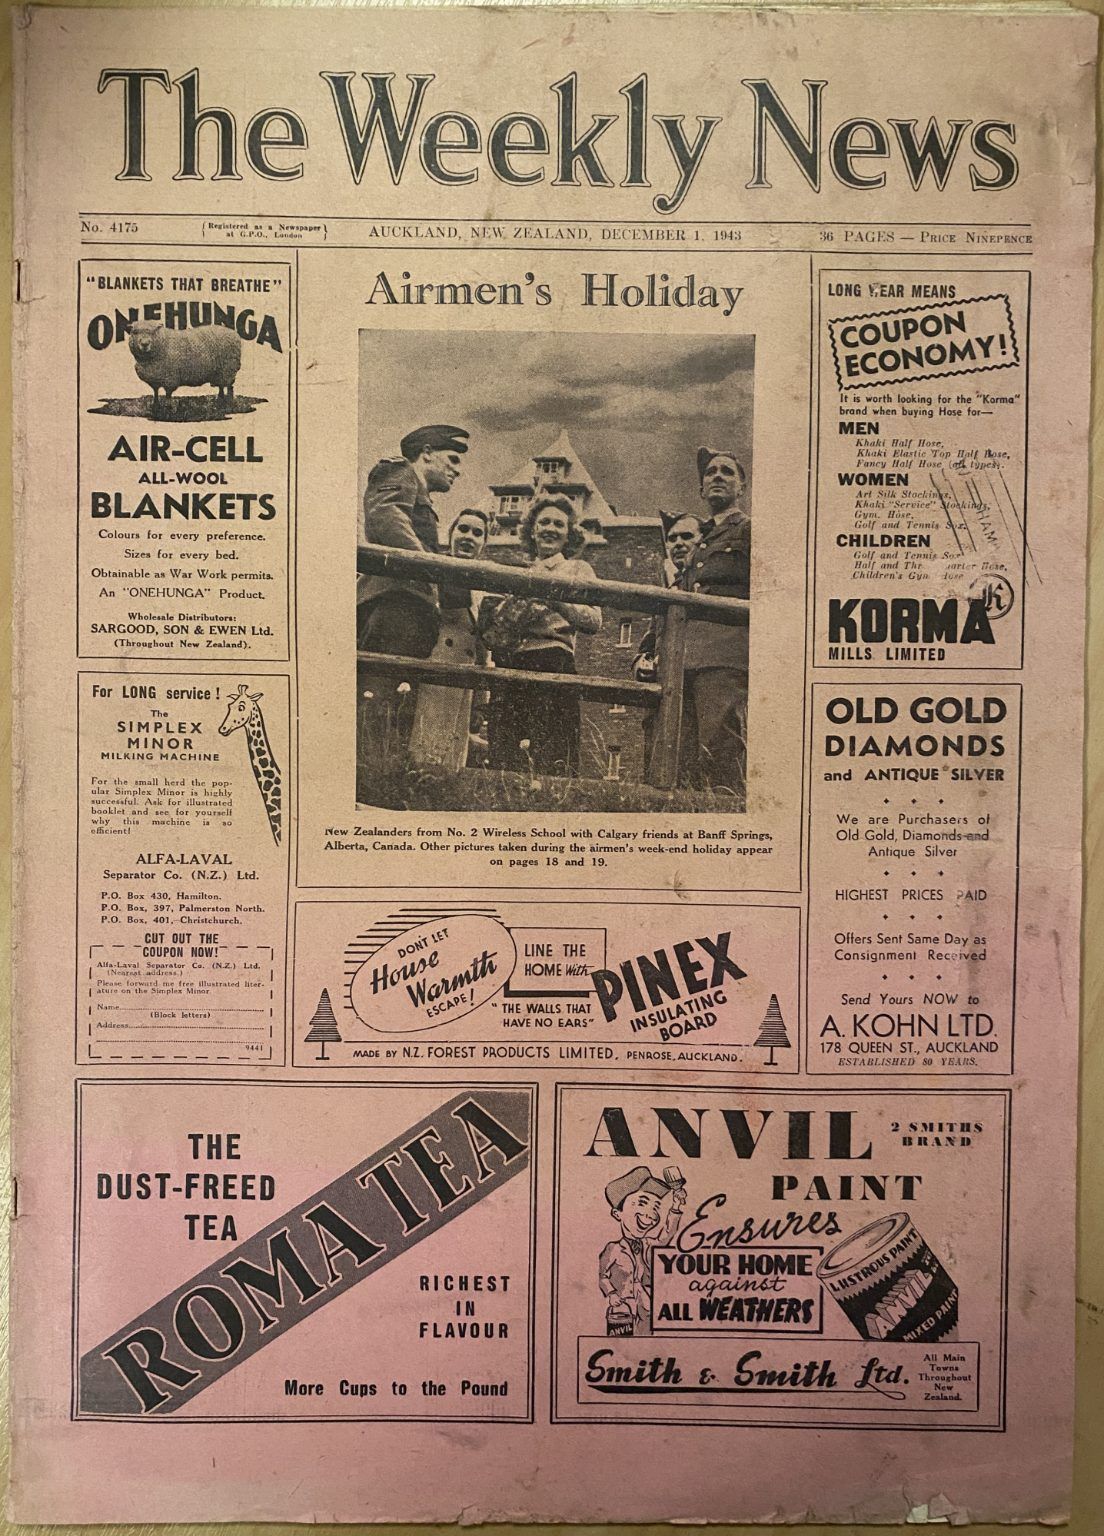 The Weekly News
No. 4175
(Registered as a Newspaper
at G.P.O., London)
AUCKLAND, NEW ZEALAND, DECEMBER 1, 1943
36 PAGES — PRICE NINEPENCE
"BLANKETS THAT BREATHE"
ONEHUNGA
AIR-CELL
ALL-WOOL
BLANKETS
Colours for every preference.
Sizes for every bed.
Obtainable as War Work permits.
An "ONEHUNGA" Product.
Wholesale Distributors:
SARGOOD, SON & EWEN Ltd.
(Throughout New Zealand).
For LONG service!
The
SIMPLEX
MINOR
MILKING MACHINE
For the small herd the pop-
ular Simplex Minor is highly
successful. Ask for illustrated
booklet and see for yourself
why this machine is so
efficient!
ALFA-LAVAL
Separator Co. (N.Z.) Ltd.
P.O. Box 430, Hamilton.
P.O. Box, 397, Palmerston North.
P.O. Box, 401, Christchurch.
CUT OUT THE
COUPON NOW!
Alfa-Laval Separator Co. (N.Z.) Ltd.
(Nearest address.)
Please forward me free illustrated liter-
ature on the Simplex Minor.
Name
(Block letters)
Address
9441
Airmen's Holiday
New Zealanders from No. 2 Wireless School with Calgary friends at Banff Springs,
Alberta, Canada. Other pictures taken during the airmen's week-end holiday appear
on pages 18 and 19.
DON'T LET
House
Warmth
ESCAPE!
LINE THE
HOME With
PINEX
INSULATING
BOARD
"THE WALLS THAT
HAVE NO EARS"
MADE BY N.Z. FOREST PRODUCTS LIMITED, PENROSE, AUCKLAND.
LONG WEAR MEANS
COUPON
ECONOMY!
It is worth looking for the "Korma"
brand when buying Hose for—
MEN
Khaki Half Hose,
Khaki Elastic Top Half Hose,
Fancy Half Hose (all types).
WOMEN
Art Silk Stockings,
Khaki "Service" Stockings,
Gym. Hose,
Golf and Tennis Sox.
CHILDREN
Golf and Tennis Sox
Half and Three Quarter Hose,
Children's Gym Hose
K
KORMA
MILLS LIMITED
OLD GOLD
DIAMONDS
and ANTIQUE SILVER
We are Purchasers of
Old Gold, Diamonds and
Antique Silver
HIGHEST PRICES PAID
Offers Sent Same Day as
Consignment Received
Send Yours NOW to
A. KOHN LTD.
178 QUEEN ST., AUCKLAND
ESTABLISHED 80 YEARS.
THE
DUST-FREED
TEA
ROMA TEA
RICHEST
IN
FLAVOUR
More Cups to the Pound
ANVIL
2 SMITHS
BRAND
PAINT
Ensures
YOUR HOME
against
ALL WEATHERS
ANVIL
LUSTROUS PAINT
ANVIL
MIXED PAINT
Smith & Smith Ltd.
All Main
Towns
Throughout
New
Zealand.